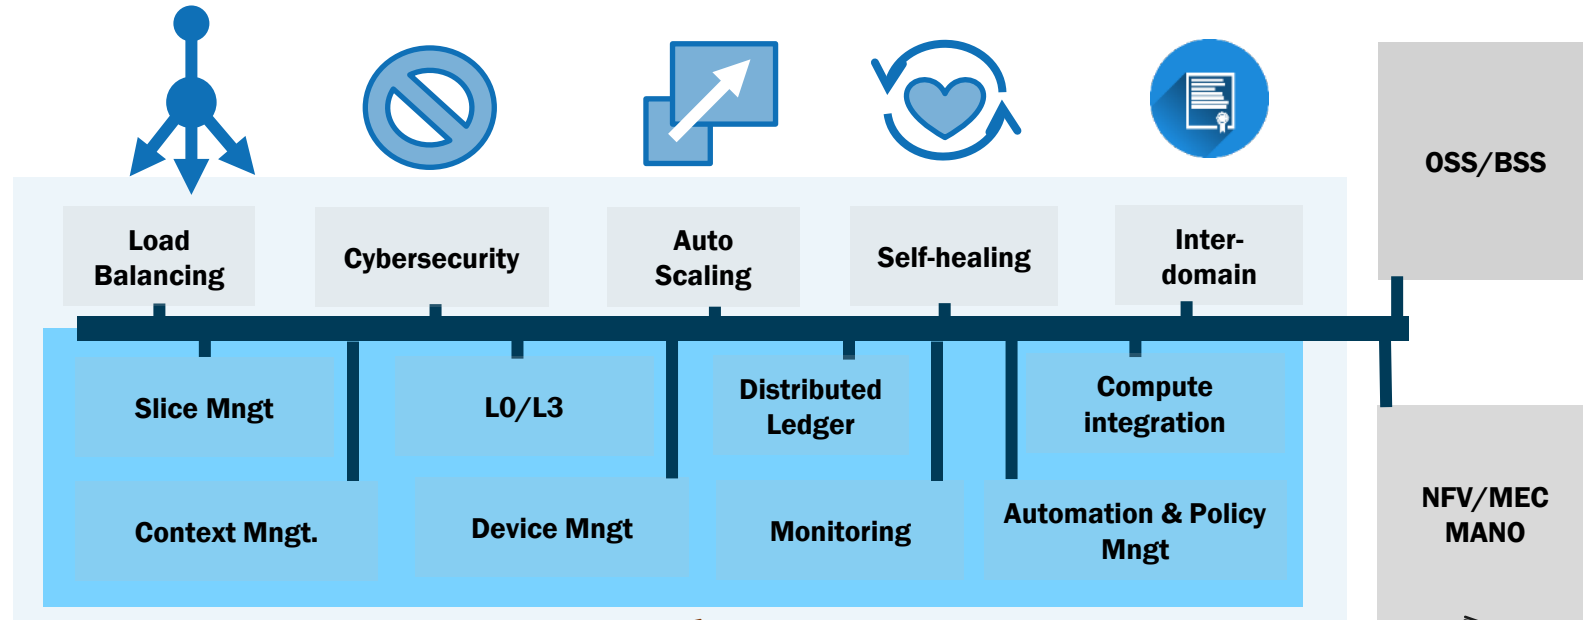 OSS/BSS
Load
Balancing
Cybersecurity
Auto
Scaling
Self-healing
Inter-
domain
Slice Mngt
L0/L3
Distributed
Ledger
Compute
integration
Context Mngt.
Device Mngt
Monitoring
Automation & Policy
Mngt
NFV/MEC
MANO